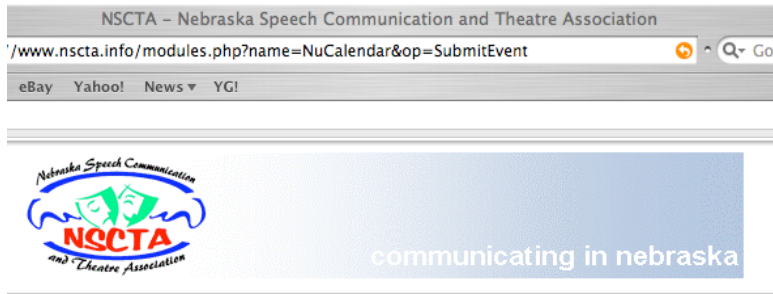 NSCTA – Nebraska Speech Communication and Theatre Association
//www.nscta.info/modules.php?name=NuCalendar&op=SubmitEvent
Go
eBay Yahoo! News ▾ YG!
Nebraska Speech Communication
NSCTA
and Theatre Association
communicating in nebraska